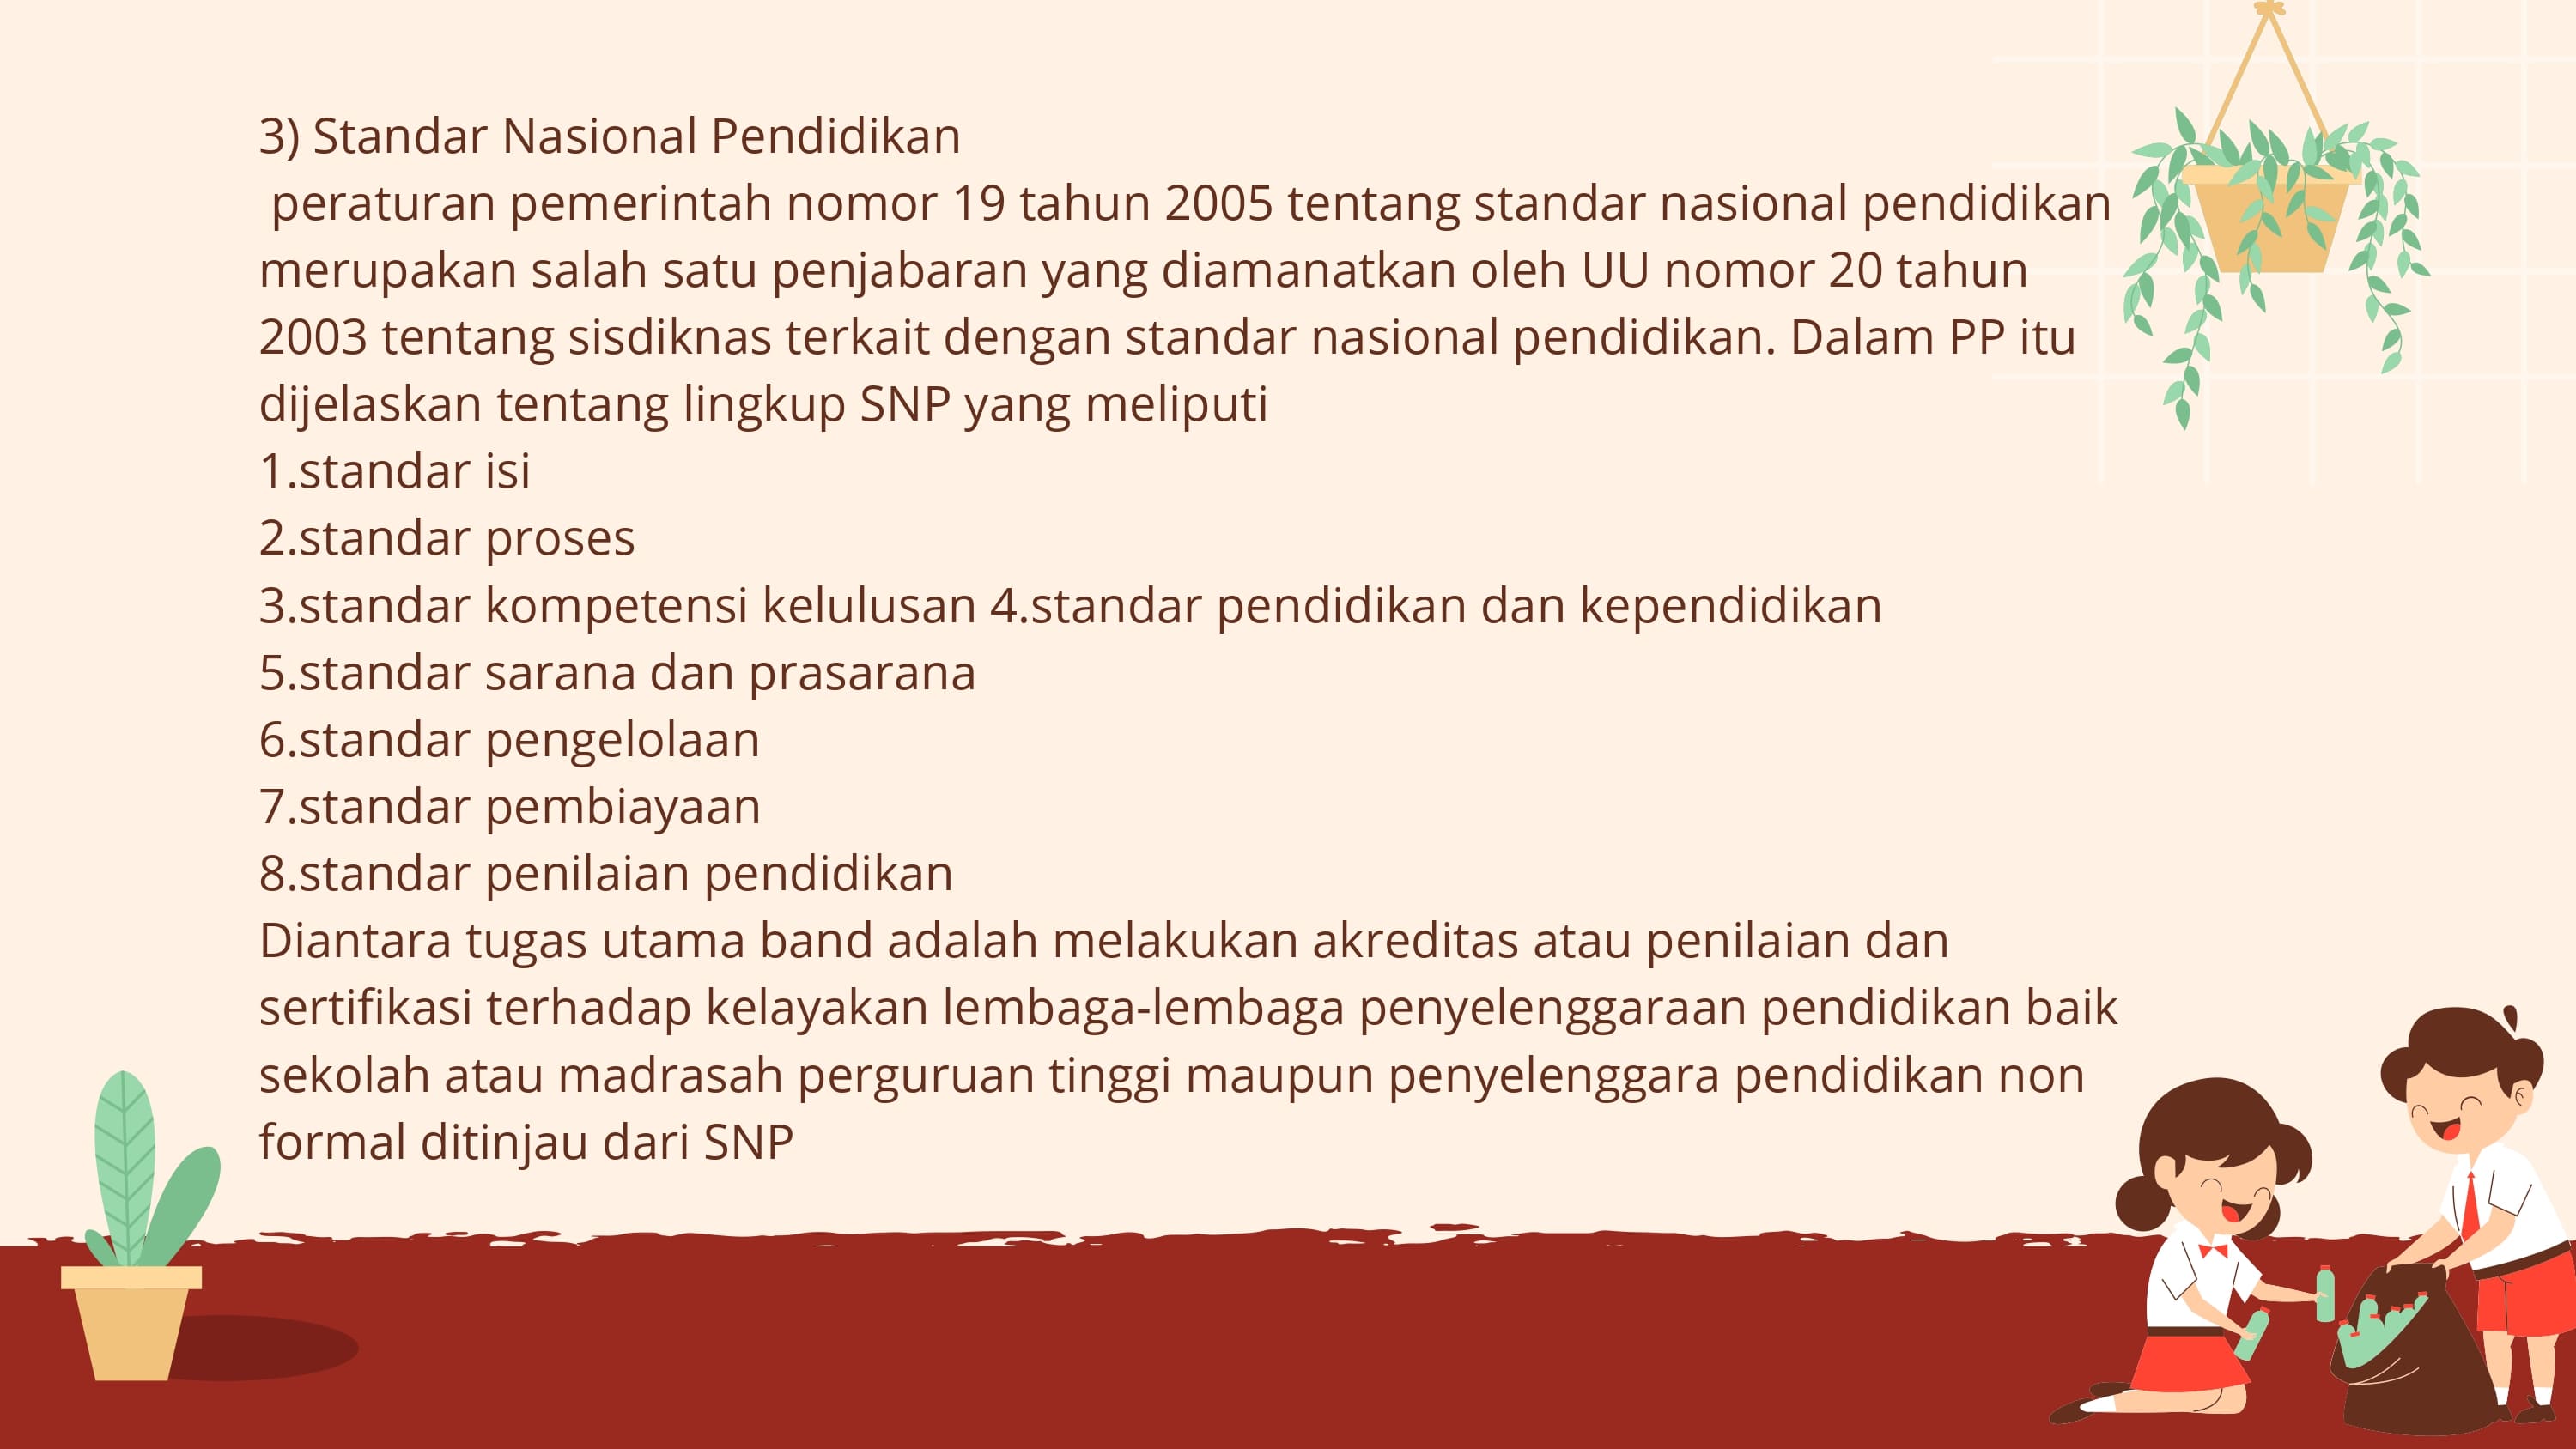 3) Standar Nasional Pendidikan
peraturan pemerintah nomor 19 tahun 2005 tentang standar nasional pendidikan
merupakan salah satu penjabaran yang diamanatkan oleh UU nomor 20 tahun
2003 tentang sisdiknas terkait dengan standar nasional pendidikan. Dalam PP itu
dijelaskan tentang lingkup SNP yang meliputi
1.standar isi
2.standar proses
3.standar kompetensi kelulusan 4.standar pendidikan dan kependidikan
5.standar sarana dan prasarana
6.standar pengelolaan
7.standar pembiayaan
8.standar penilaian pendidikan
Diantara tugas utama band adalah melakukan akreditas atau penilaian dan
sertifikasi terhadap kelayakan lembaga-lembaga penyelenggaraan pendidikan baik
sekolah atau madrasah perguruan tinggi maupun penyelenggara pendidikan non
formal ditinjau dari SNP